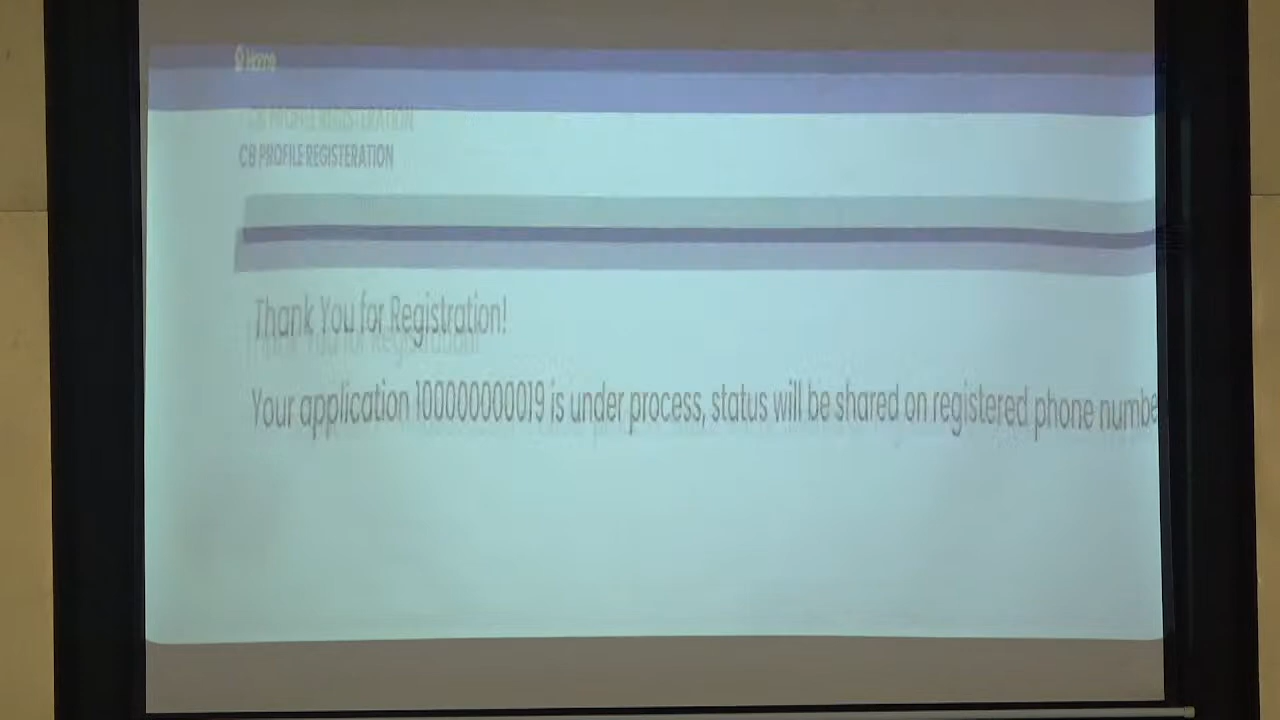 Home
CB PROFILE REGISTERATION
Thank You for Registration!
Your application 100000000019 is under process, status will be shared on registered phone numbe